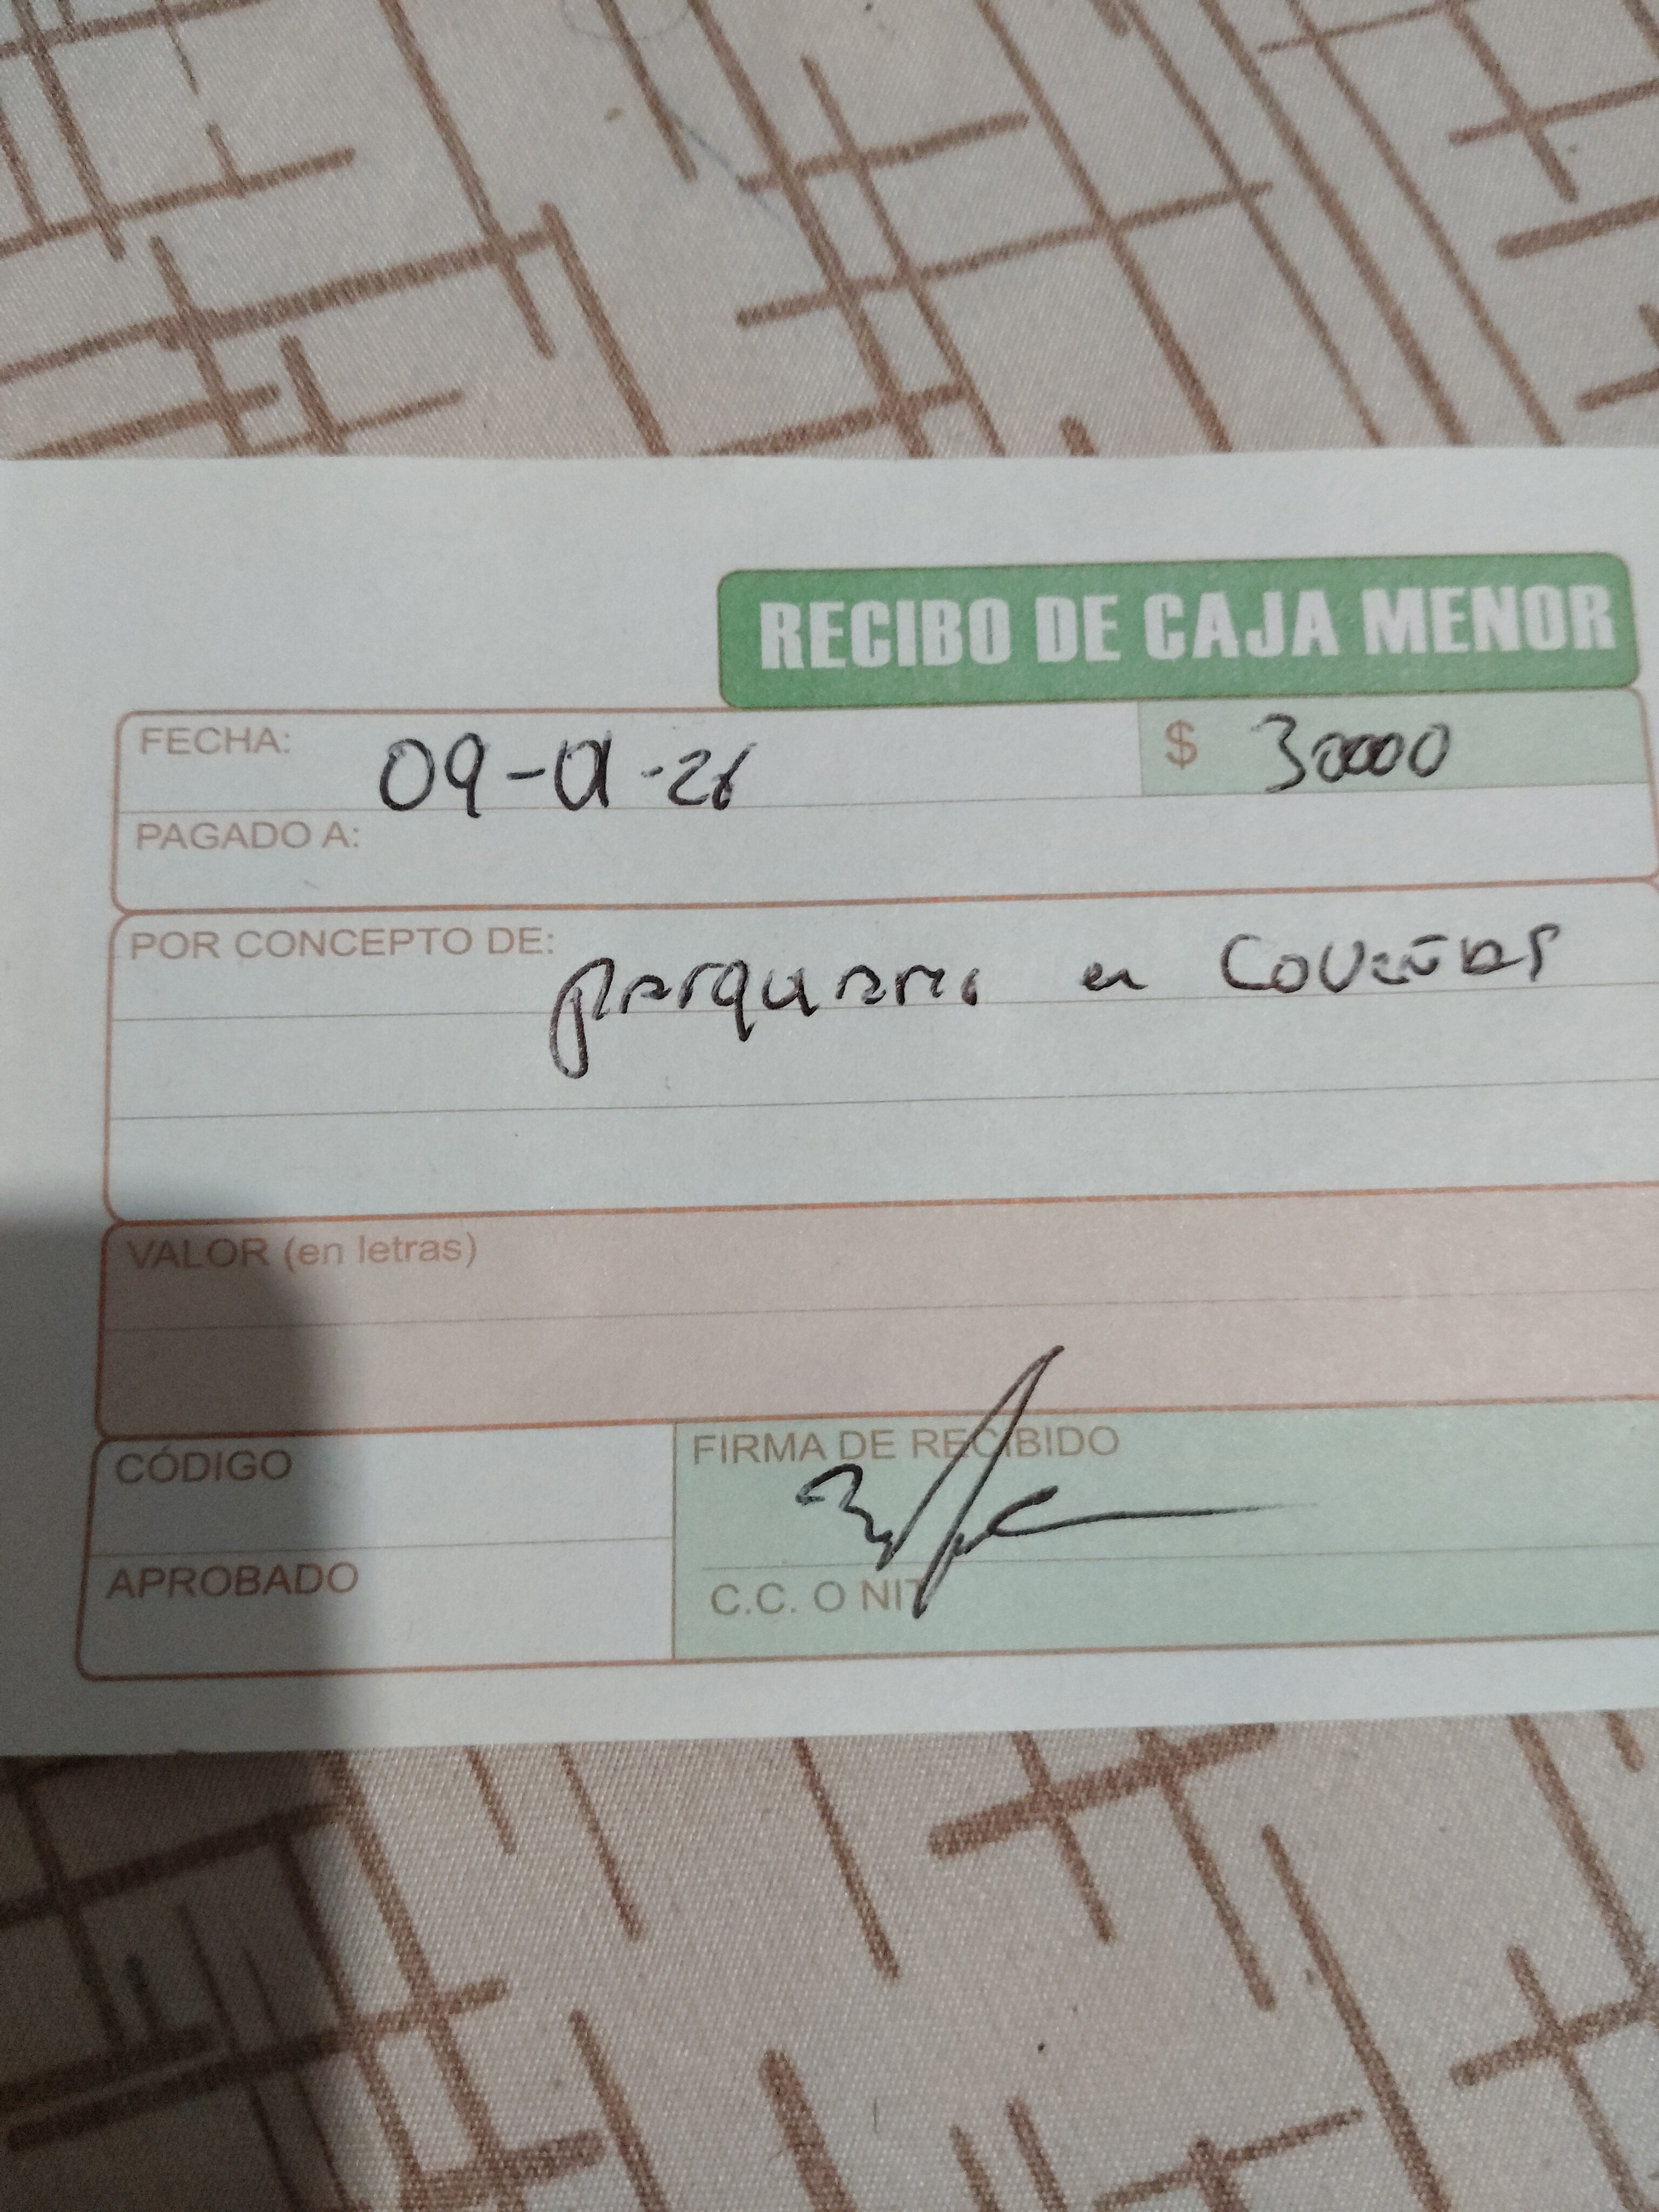 RECIBO DE CAJA MENOR
FECHA: 09-01-26 $ 30000
PAGADO A:
POR CONCEPTO DE: parqueadero en COVEÑAS
VALOR (en letras)
CÓDIGO
FIRMA DE RECIBIDO
APROBADO
C.C. O NIT